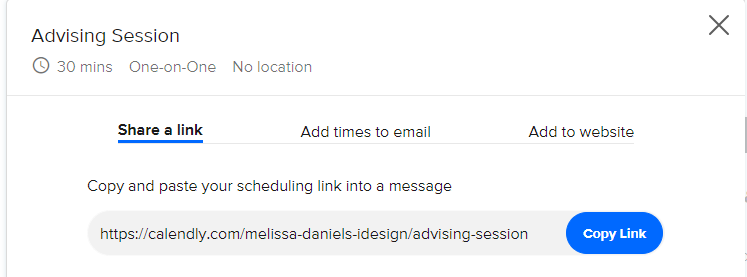 Advising Session
30 mins One-on-One No location
Share a link Add times to email Add to website
Copy and paste your scheduling link into a message
https://calendly.com/melissa-daniels-idesign/advising-session Copy Link